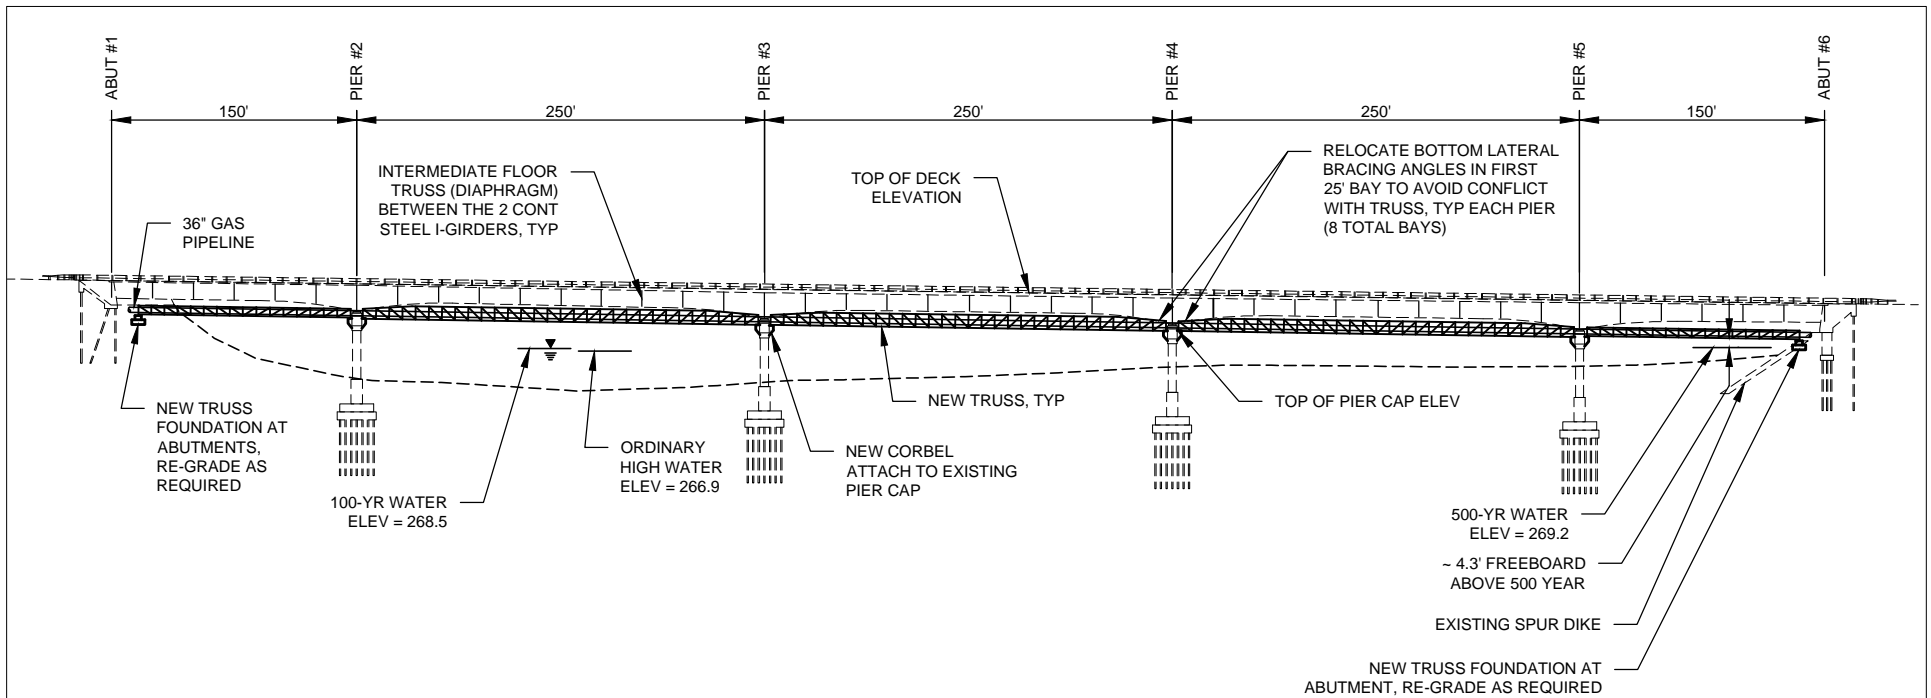 ABUT #1
PIER #2
PIER #3
PIER #4
PIER #5
ABUT #6
150'
250'
250'
250'
150'
36" GAS
PIPELINE
INTERMEDIATE FLOOR
TRUSS (DIAPHRAGM)
BETWEEN THE 2 CONT
STEEL I-GIRDERS, TYP
TOP OF DECK
ELEVATION
RELOCATE BOTTOM LATERAL
BRACING ANGLES IN FIRST
25' BAY TO AVOID CONFLICT
WITH TRUSS, TYP EACH PIER
(8 TOTAL BAYS)
NEW TRUSS
FOUNDATION AT
ABUTMENTS,
RE-GRADE AS
REQUIRED
100-YR WATER
ELEV = 268.5
ORDINARY
HIGH WATER
ELEV = 266.9
NEW CORBEL
ATTACH TO EXISTING
PIER CAP
NEW TRUSS, TYP
TOP OF PIER CAP ELEV
500-YR WATER
ELEV = 269.2
~ 4.3' FREEBOARD
ABOVE 500 YEAR
EXISTING SPUR DIKE
NEW TRUSS FOUNDATION AT
ABUTMENT, RE-GRADE AS REQUIRED